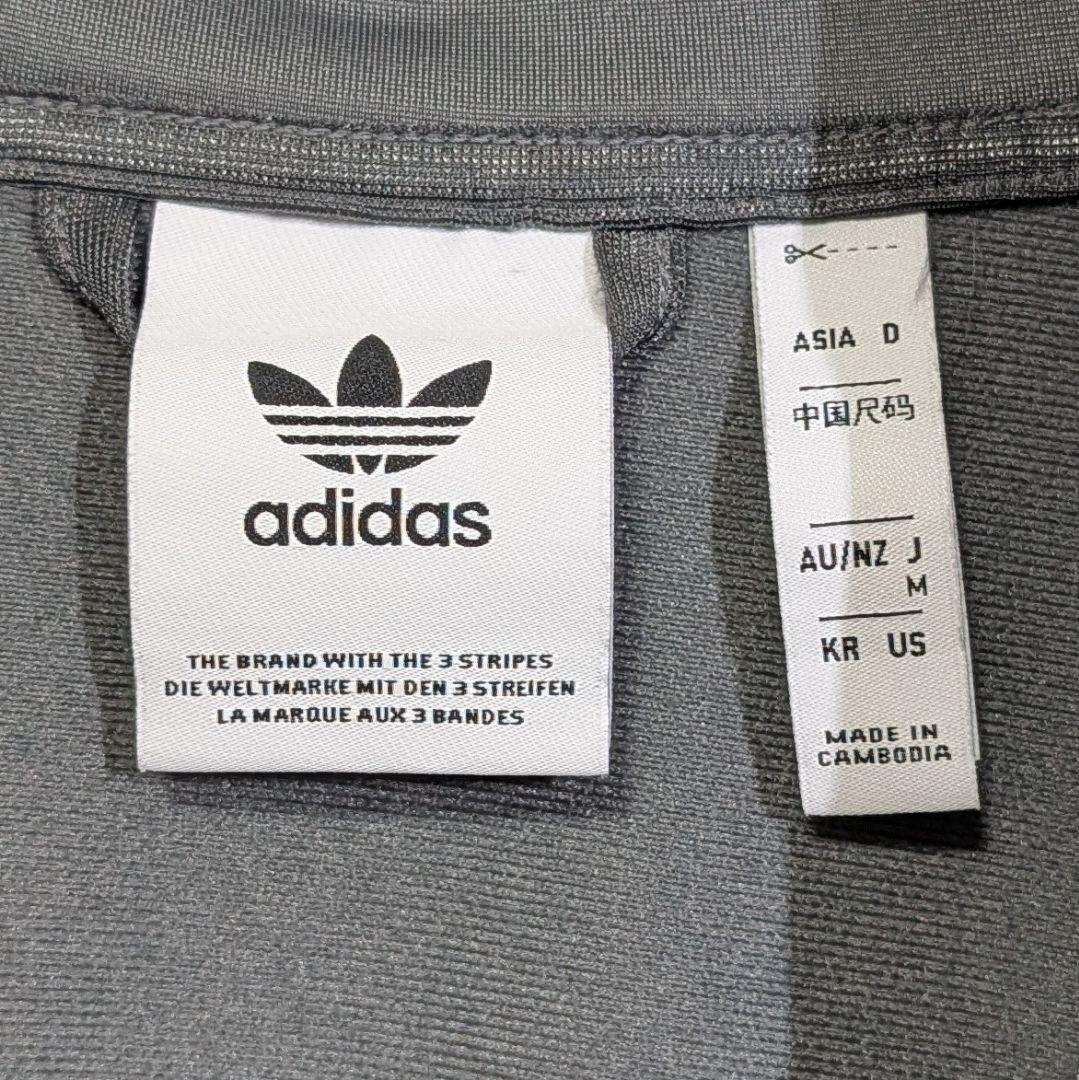 adidas
THE BRAND WITH THE 3 STRIPES
DIE WELTMARKE MIT DEN 3 STREIFEN
LA MARQUE AUX 3 BANDES
ASIA D
中国尺码
AU/NZ J
M
KR US
MADE IN
CAMBODIA